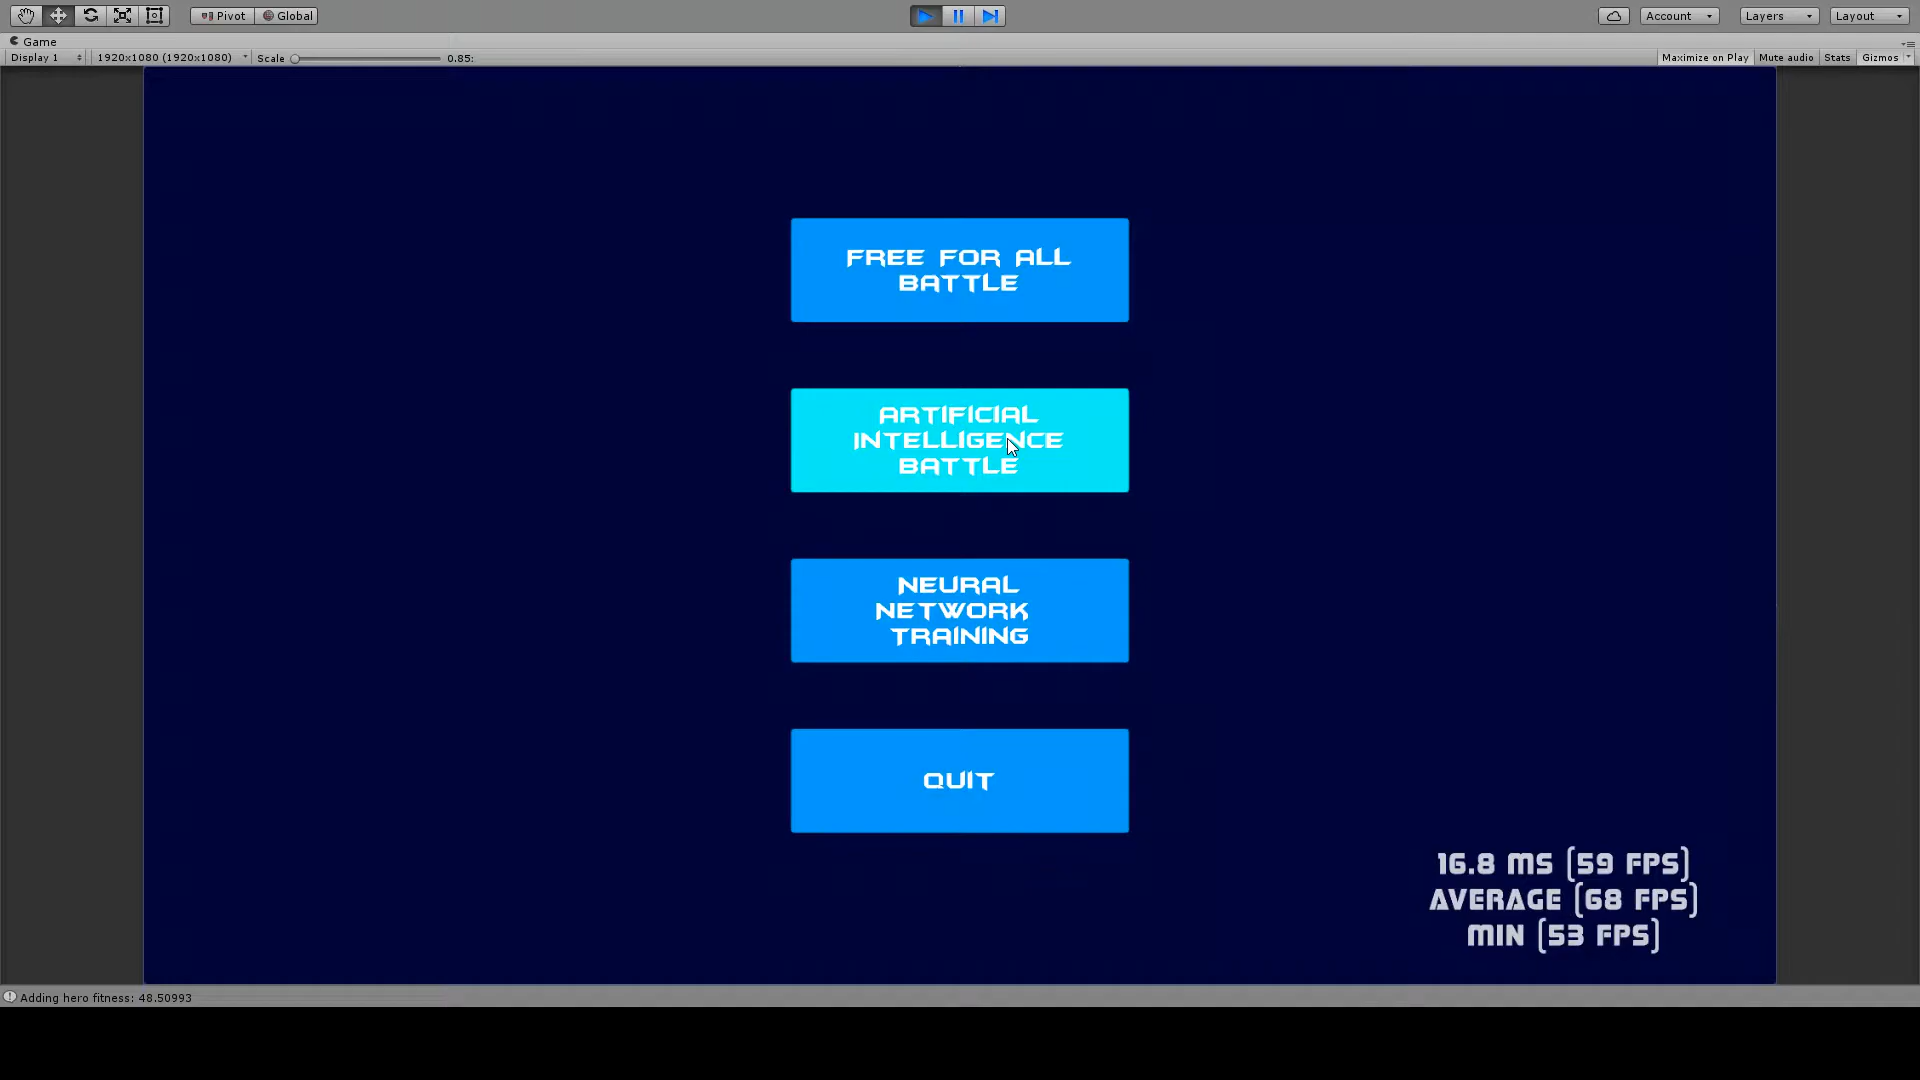 Pivot Global Account Layers Layout
Game
Display 1 1920x1080 (1920x1080) Scale 0.85: Maximize on Play Mute audio Stats Gizmos
FREE FOR ALL
BATTLE
ARTIFICIAL
INTELLIGENCE
BATTLE
NEURAL
NETWORK
TRAINING
QUIT
16.8 MS (59 FPS)
AVERAGE (68 FPS)
MIN (53 FPS)
Adding hero fitness: 48.50993